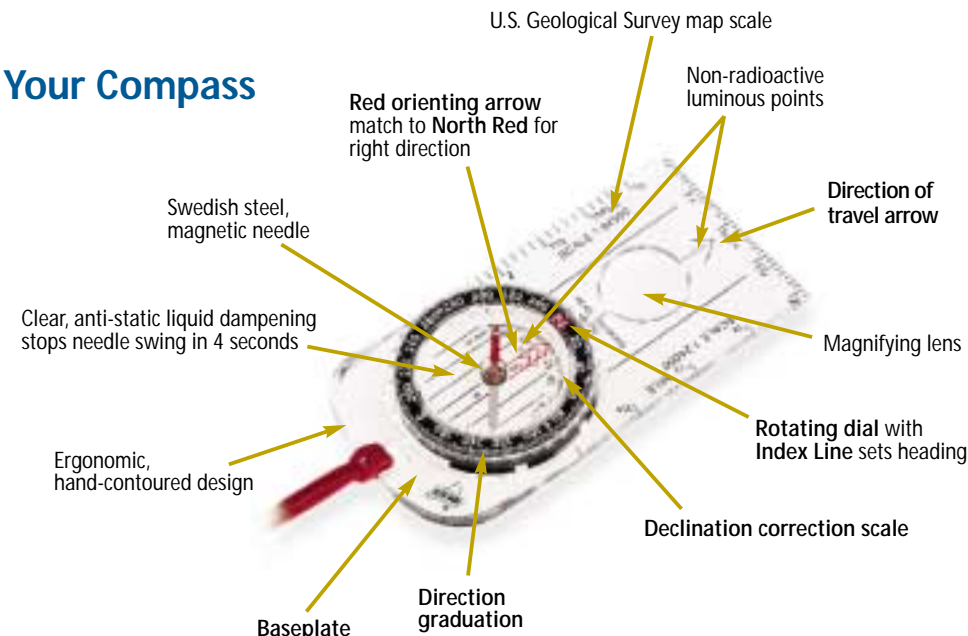 U.S. Geological Survey map scale
Your Compass
Non-radioactive
luminous points
Red orienting arrow
match to North Red for
right direction
Direction of
travel arrow
Swedish steel,
magnetic needle
Clear, anti-static liquid dampening
stops needle swing in 4 seconds
Magnifying lens
Rotating dial with
Index Line sets heading
Ergonomic,
hand-contoured design
Declination correction scale
Direction
graduation
Baseplate